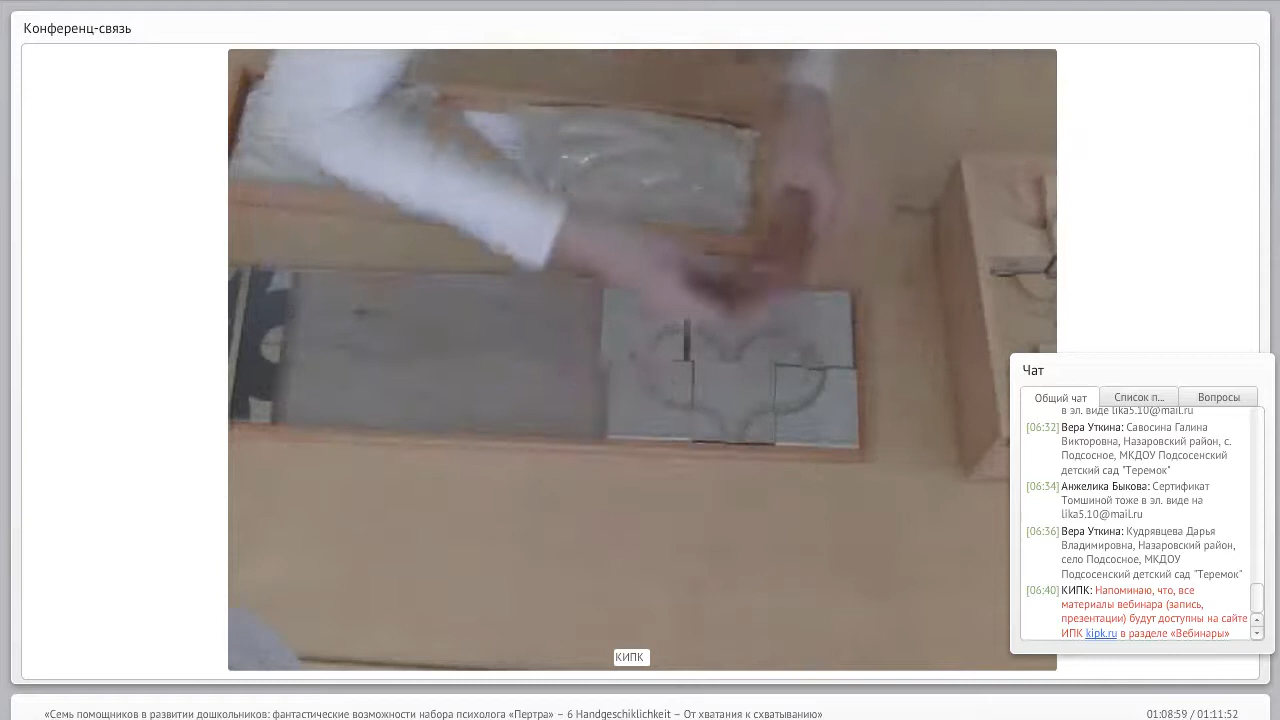 Конференц-связь
КИПК
Чат
Общий чат
Список п...
Вопросы
в эл. виде lika5.10@mail.ru
[06:32] Вера Уткина: Савосина Галина
Викторовна, Назаровский район, с.
Подсосное, МКДОУ Подсосенский
детский сад "Теремок"
[06:34] Анжелика Быкова: Сертификат
Томшиной тоже в эл. виде на
lika5.10@mail.ru
[06:36] Вера Уткина: Кудрявцева Дарья
Владимировна, Назаровский район,
село Подсосное, МКДОУ
Подсосенский детский сад "Теремок"
[06:40] КИПК: Напоминаю, что, все
материалы вебинара (запись,
презентации) будут доступны на сайте
ИПК kipk.ru в разделе «Вебинары»
«Семь помощников в развитии дошкольников: фантастические возможности набора психолога «Пертра» – 6 Handgeschiklichkeit – От хватания к схватыванию»
01:08:59 / 01:11:52